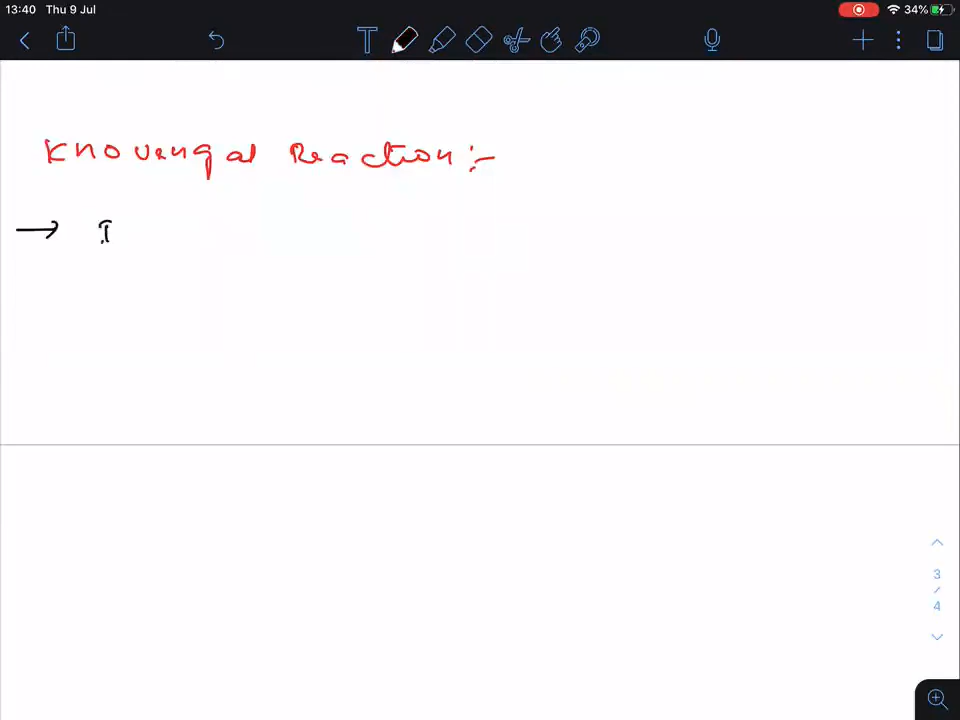 13:40 Thu 9 Jul 34%
T
Knovengal Reaction :-
→ I
3
/
4